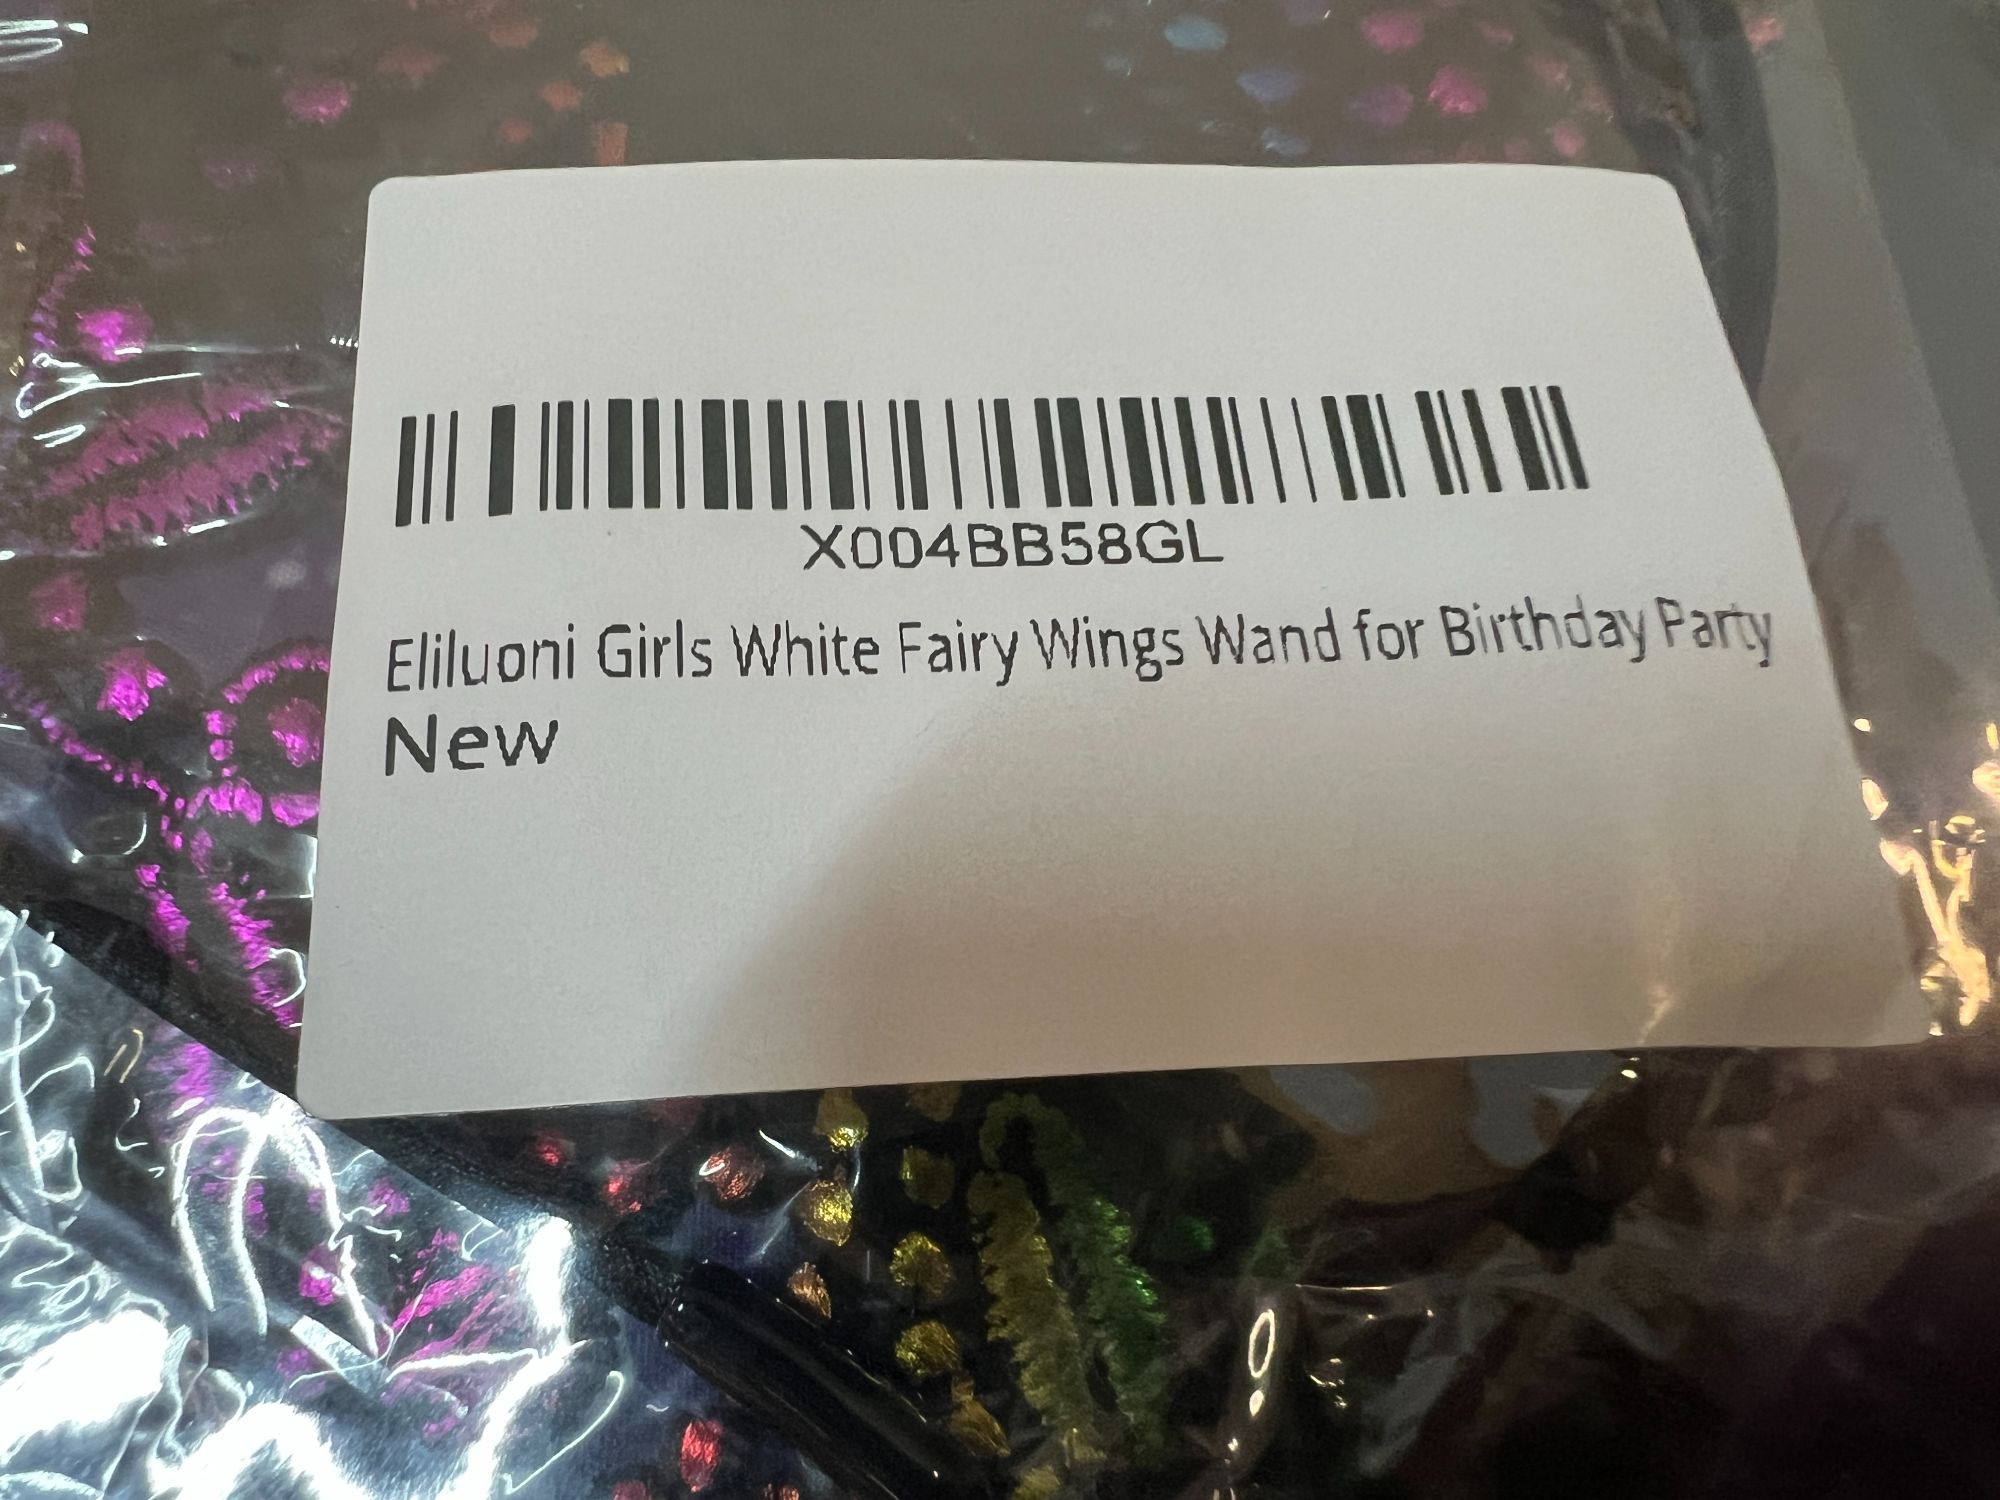 X004BB58GL
Eliluoni Girls White Fairy Wings Wand for Birthday Party
New